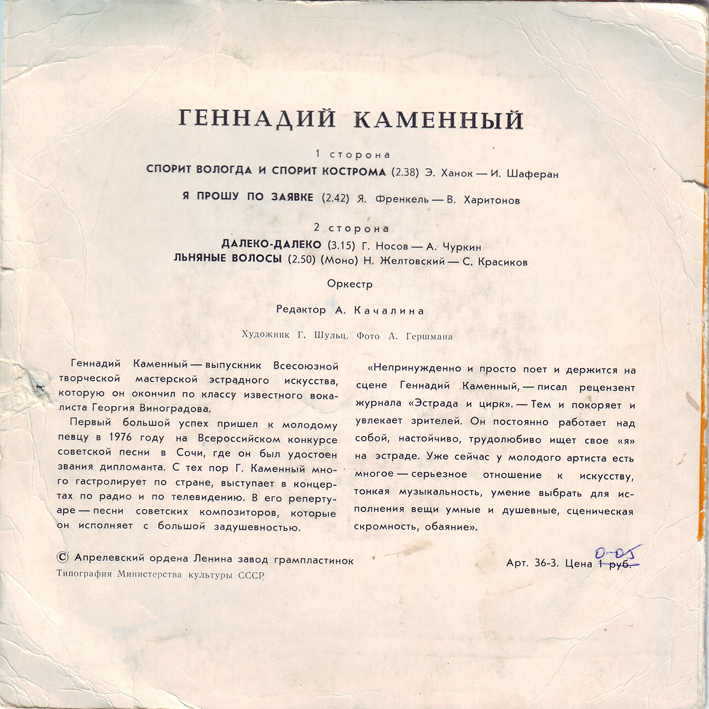 ГЕННАДИЙ КАМЕННЫЙ
1 сторона
СПОРИТ ВОЛОГДА И СПОРИТ КОСТРОМА (2.38) Э. Ханок — И. Шаферан
Я ПРОШУ ПО ЗАЯВКЕ (2.42) Я. Френкель — В. Харитонов
2 сторона
ДАЛЕКО-ДАЛЕКО (3.15) Г. Носов — А. Чуркин
ЛЬНЯНЫЕ ВОЛОСЫ (2.50) (Моно) Н. Желтовский — С. Красиков
Оркестр
Редактор А. Качалина
Художник Г. Шульц. Фото А. Гершмана
Геннадий Каменный — выпускник Всесоюзной
творческой мастерской эстрадного искусства,
которую он окончил по классу известного вока-
листа Георгия Виноградова.
Первый большой успех пришел к молодому
певцу в 1976 году на Всероссийском конкурсе
советской песни в Сочи, где он был удостоен
звания дипломанта. С тех пор Г. Каменный мно-
го гастролирует по стране, выступает в концер-
тах по радио и по телевидению. В его реперту-
аре — песни советских композиторов, которые
он исполняет с большой задушевностью.
«Непринужденно и просто поет и держится на
сцене Геннадий Каменный, — писал рецензент
журнала «Эстрада и цирк». — Тем и покоряет и
увлекает зрителей. Он постоянно работает над
собой, настойчиво, трудолюбиво ищет свое «я»
на эстраде. Уже сейчас у молодого артиста есть
многое — серьезное отношение к искусству,
тонкая музыкальность, умение выбрать для ис-
полнения вещи умные и душевные, сценическая
скромность, обаяние».
© Апрелевский ордена Ленина завод грампластинок
Типография Министерства культуры СССР
0-05
Арт. 36-3. Цена 1 руб.